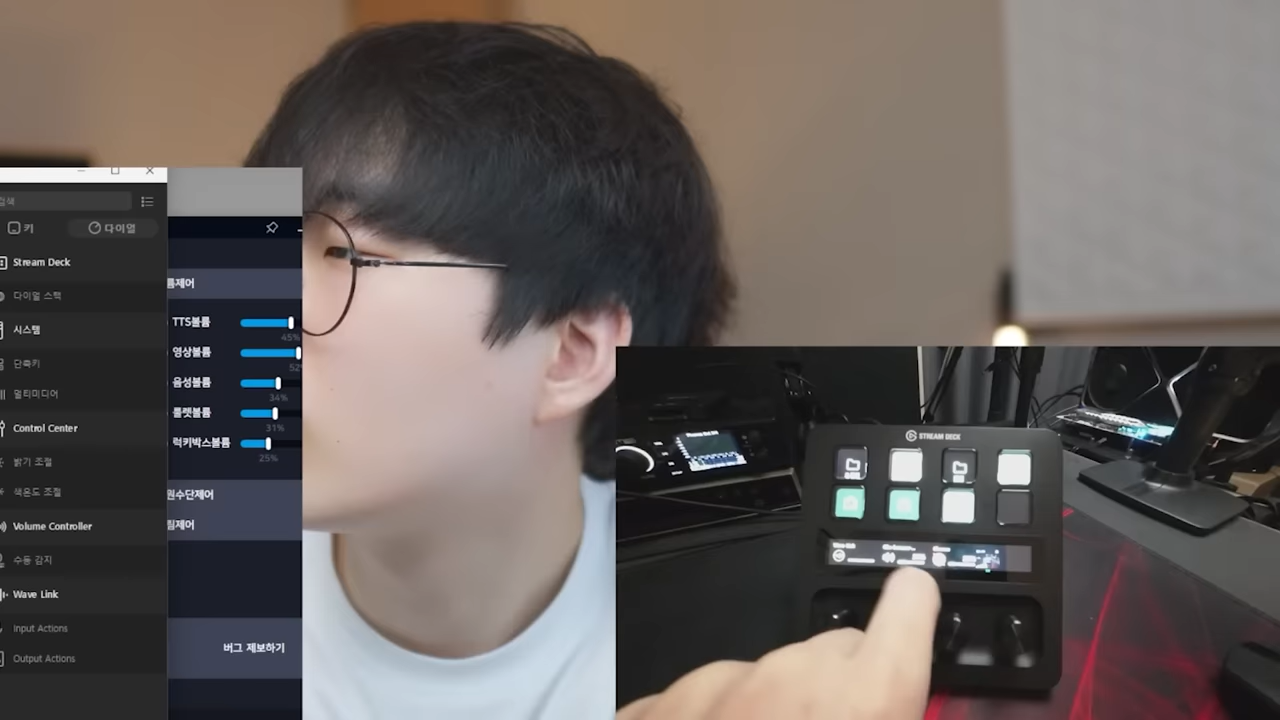 검색
키
다이얼
Stream Deck
다이얼 스택
시스템
단축키
멀티미디어
Control Center
밝기 조절
색온도 조절
Volume Controller
수동 감지
Wave Link
Input Actions
Output Actions
륨제어
TTS볼륨
45%
영상볼륨
52
음성볼륨
34%
룰렛볼륨
31%
럭키박스볼륨
25%
원수단제어
림제어
버그 제보하기
STREAM DECK